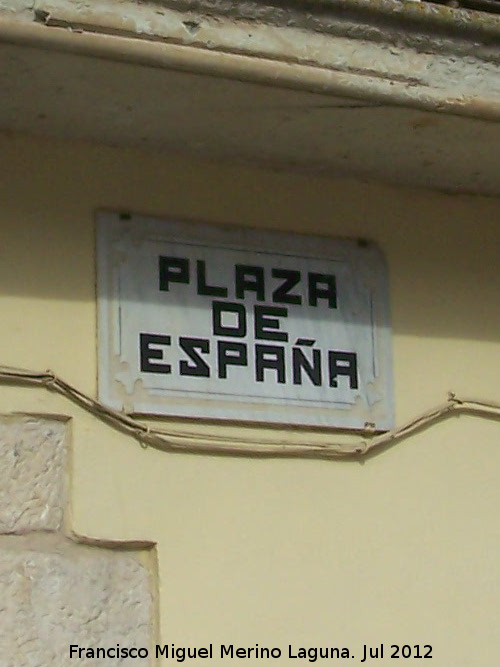 PLAZA
DE
ESPAÑA
Francisco Miguel Merino Laguna. Jul 2012